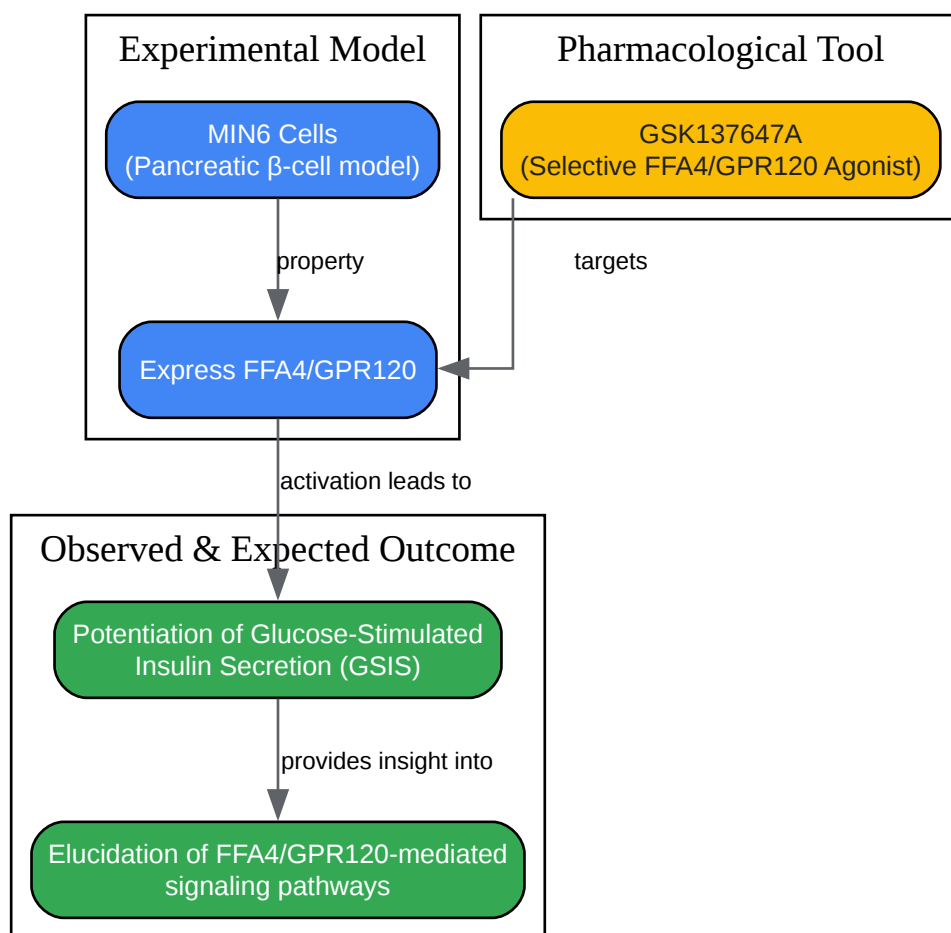 Experimental Model
Pharmacological Tool
MIN6 Cells
(Pancreatic β-cell model)
GSK137647A
(Selective FFA4/GPR120 Agonist)
property
targets
Express FFA4/GPR120
activation leads to
Observed & Expected Outcome
Potentiation of Glucose-Stimulated
Insulin Secretion (GSIS)
provides insight into
Elucidation of FFA4/GPR120-mediated
signaling pathways